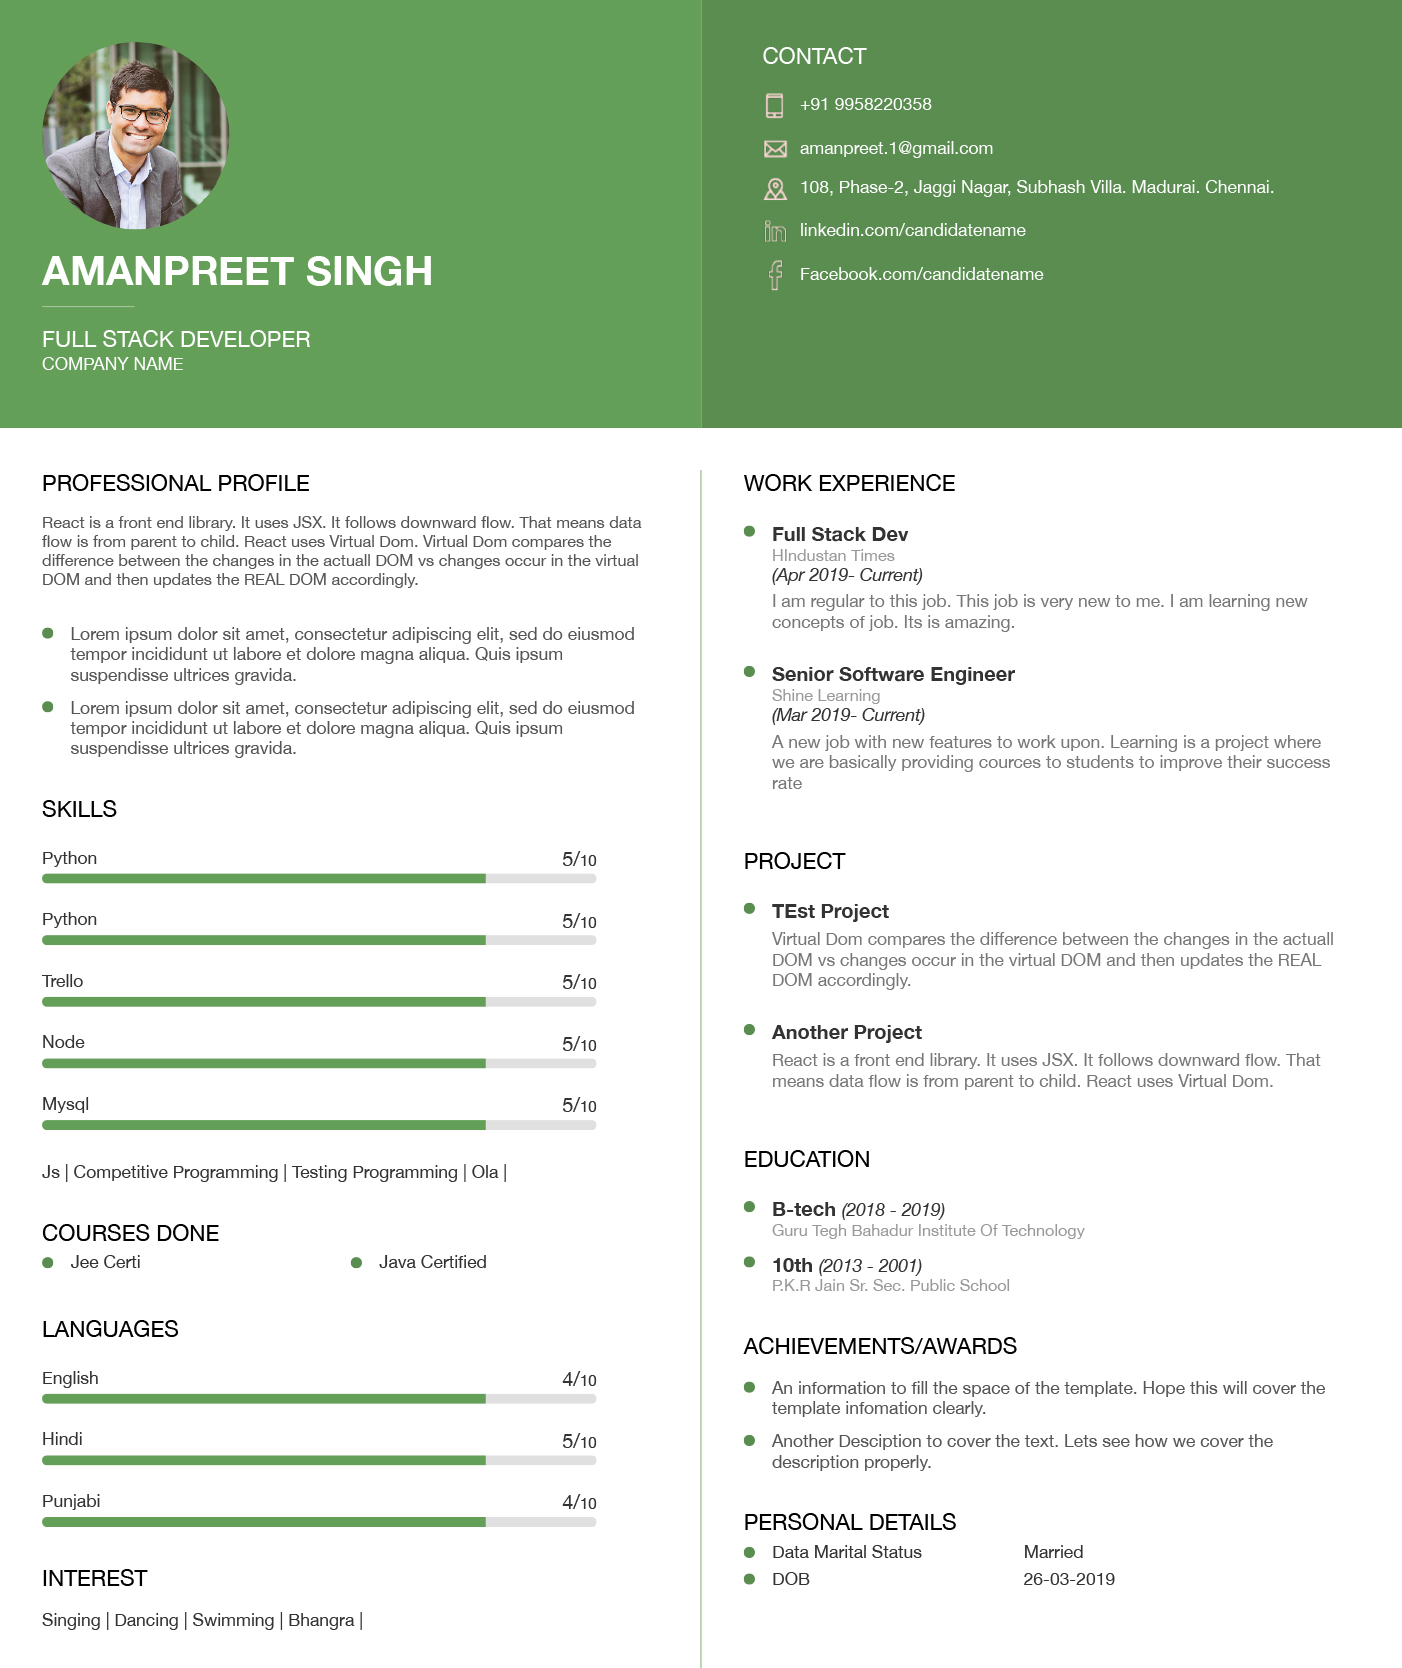 AMANPREET SINGH
FULL STACK DEVELOPER
COMPANY NAME
CONTACT
+91 9958220358
amanpreet.1@gmail.com
108, Phase-2, Jaggi Nagar, Subhash Villa. Madurai. Chennai.
in linkedin.com/candidatename
f Facebook.com/candidatename
PROFESSIONAL PROFILE
React is a front end library. It uses JSX. It follows downward flow. That means data
flow is from parent to child. React uses Virtual Dom. Virtual Dom compares the
difference between the changes in the actuall DOM vs changes occur in the virtual
DOM and then updates the REAL DOM accordingly.
Lorem ipsum dolor sit amet, consectetur adipiscing elit, sed do eiusmod
tempor incididunt ut labore et dolore magna aliqua. Quis ipsum
suspendisse ultrices gravida.
Lorem ipsum dolor sit amet, consectetur adipiscing elit, sed do eiusmod
tempor incididunt ut labore et dolore magna aliqua. Quis ipsum
suspendisse ultrices gravida.
SKILLS
Python 5/10
Python 5/10
Trello 5/10
Node 5/10
Mysql 5/10
Js | Competitive Programming | Testing Programming | Ola |
COURSES DONE
Jee Certi Java Certified
LANGUAGES
English 4/10
Hindi 5/10
Punjabi 4/10
INTEREST
Singing | Dancing | Swimming | Bhangra |
WORK EXPERIENCE
Full Stack Dev
HIndustan Times
(Apr 2019- Current)
I am regular to this job. This job is very new to me. I am learning new
concepts of job. Its is amazing.
Senior Software Engineer
Shine Learning
(Mar 2019- Current)
A new job with new features to work upon. Learning is a project where
we are basically providing cources to students to improve their success
rate
PROJECT
TEst Project
Virtual Dom compares the difference between the changes in the actuall
DOM vs changes occur in the virtual DOM and then updates the REAL
DOM accordingly.
Another Project
React is a front end library. It uses JSX. It follows downward flow. That
means data flow is from parent to child. React uses Virtual Dom.
EDUCATION
B-tech (2018 - 2019)
Guru Tegh Bahadur Institute Of Technology
10th (2013 - 2001)
P.K.R Jain Sr. Sec. Public School
ACHIEVEMENTS/AWARDS
An information to fill the space of the template. Hope this will cover the
template infomation clearly.
Another Desciption to cover the text. Lets see how we cover the
description properly.
PERSONAL DETAILS
Data Marital Status Married
DOB 26-03-2019